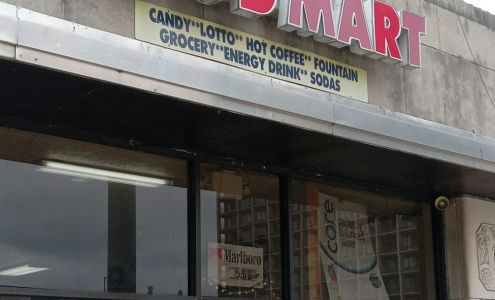 MART
CANDY**LOTTO** HOT COFFEE** FOUNTAIN
GROCERY**ENERGY DRINK** SODAS
core
Marlboro